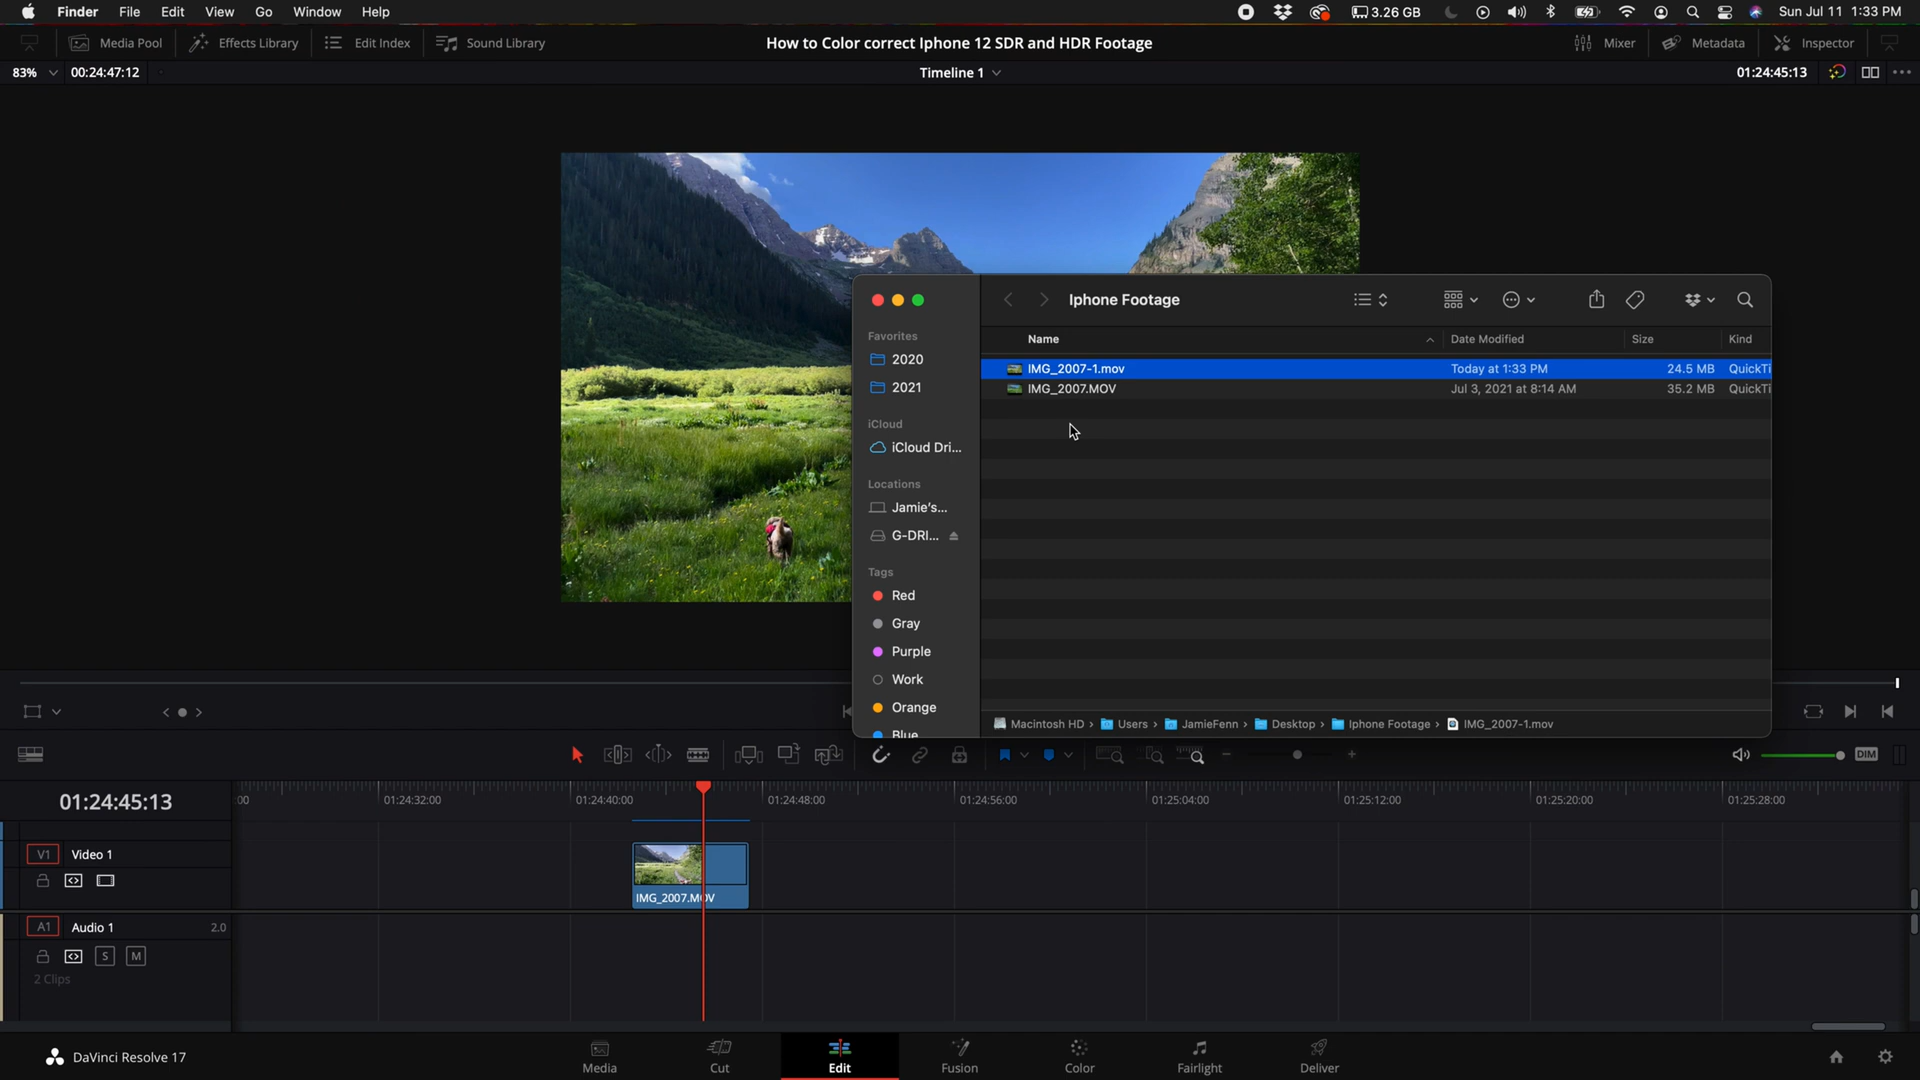 Finder File Edit View Go Window Help 3.26 GB Sun Jul 11 1:33 PM
Media Pool Effects Library Edit Index Sound Library How to Color correct Iphone 12 SDR and HDR Footage Mixer Metadata Inspector
83% 00:24:47:12 Timeline 1 01:24:45:13
Iphone Footage
Favorites
2020
2021
iCloud
iCloud Dri...
Locations
Jamie's...
G-DRI...
Tags
Red
Gray
Purple
Work
Orange
Blue
Name Date Modified Size Kind
IMG_2007-1.mov Today at 1:33 PM 24.5 MB QuickTi
IMG_2007.MOV Jul 3, 2021 at 8:14 AM 35.2 MB QuickTi
Macintosh HD › Users › JamieFenn › Desktop › Iphone Footage › IMG_2007-1.mov
DIM
01:24:45:13 :00 01:24:32:00 01:24:40:00 01:24:48:00 01:24:56:00 01:25:04:00 01:25:12:00 01:25:20:00 01:25:28:00
V1 Video 1
IMG_2007.MOV
A1 Audio 1 2.0
S M
2 Clips
DaVinci Resolve 17 Media Cut Edit Fusion Color Fairlight Deliver